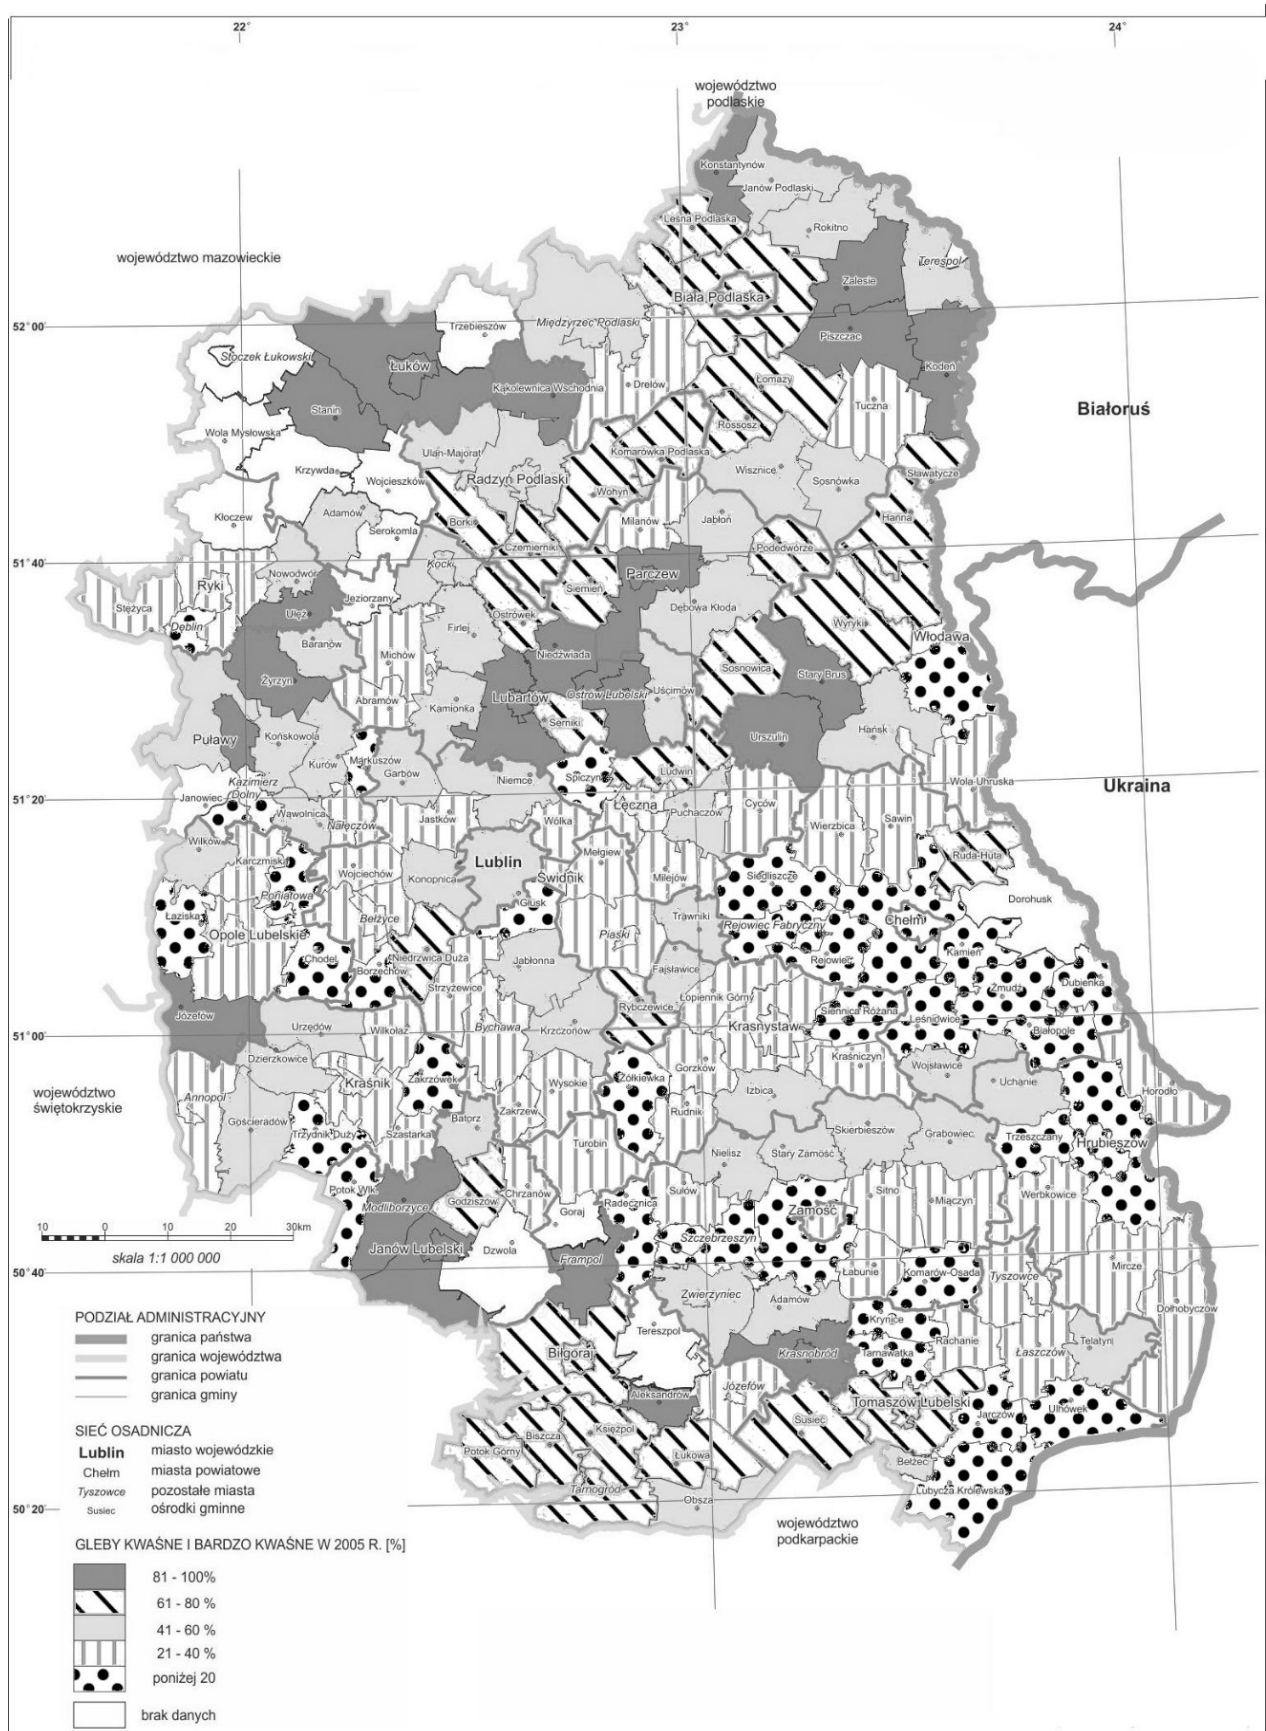 22°
23°
24°
województwo
podlaskie
Konstantynów
Janów Podlaski
Leśna Podlaska
Rokitno
województwo mazowieckie
Terespol
Zalesie
Biała Podlaska
52°00'
Trzebieszów
Międzyrzec Podlaski
Piszczac
Stoczek Łukowski
Łuków
Kąkolewnica Wschodnia
Drelów
Łomazy
Kodeń
Tuczna
Stanin
Rossosz
Białoruś
Wola Mysłowska
Ulan-Majorat
Komarówka Podlaska
Krzywda
Radzyń Podlaski
Wisznice
Sosnówka
Sławatycze
Wojcieszków
Wohyń
Kłoczew
Adamów
Borki
Milanów
Jabłoń
Hanna
Serokomla
Czemierniki
Podedwórze
51°40'
Kock
Ryki
Nowodwór
Parczew
Stężyca
Jeziorzany
Siemień
Ułęż
Ostrówek
Dębowa Kłoda
Dęblin
Firlej
Wyryki
Włodawa
Baranów
Michów
Niedźwiada
Sosnowica
Żyrzyn
Stary Brus
Abramów
Kamionka
Lubartów
Ostrów Lubelski
Uścimów
Serniki
Puławy
Końskowola
Urszulin
Hańsk
Kurów
Markuszów
Garbów
Niemce
Spiczyn
Ludwin
Wola-Uhruska
Ukraina
Kazimierz
Dolny
51°20'
Janowiec
Łęczna
Wąwolnica
Nałęczów
Jastków
Wólka
Puchaczów
Cyców
Wierzbica
Sawin
Wilków
Karczmiska
Wojciechów
Konopnica
Lublin
Mełgiew
Świdnik
Milejów
Siedliszcze
Ruda-Huta
Poniatowa
Głusk
Dorohusk
Łaziska
Bełżyce
Trawniki
Chełm
Opole Lubelskie
Piaski
Rejowiec Fabryczny
Chodel
Niedrzwica Duża
Kamień
Borzechów
Jabłonna
Fajsławice
Rejowiec
Strzyżewice
Żmudź
Dubienka
Józefów
Rybczewice
Łopiennik Górny
Siennica Różana
Leśniowice
51°00'
Urzędów
Wilkołaz
Bychawa
Krzczonów
Krasnystaw
Białopole
Dzierzkowice
Kraśniczyn
województwo
świętokrzyskie
Kraśnik
Zakrzówek
Wysokie
Żółkiewka
Gorzków
Wojsławice
Uchanie
Annopol
Izbica
Horodło
Gościeradów
Batorz
Zakrzew
Rudnik
Trzydnik Duży
Szastarka
Turobin
Skierbieszów
Grabowiec
Trzeszczany
Hrubieszów
Nielisz
Stary Zamość
Potok Wlk.
Modliborzyce
Godziszów
Chrzanów
Goraj
Radecznica
Sułów
Sitno
Miączyn
Werbkowice
10 0 10 20 30km
Janów Lubelski
Dzwola
Szczebrzeszyn
Zamość
skala 1:1 000 000
Frampol
50°40'
Łabunie
Komarów-Osada
Tyszowce
Mircze
Zwierzyniec
Adamów
Dołhobyczów
PODZIAŁ ADMINISTRACYJNY
Krynice
granica państwa
Tereszpol
Rachanie
Telatyn
granica województwa
Biłgoraj
Krasnobród
Tarnawatka
Łaszczów
granica powiatu
Józefów
granica gminy
Aleksandrów
Tomaszów Lubelski
Ulhówek
SIEĆ OSADNICZA
Biszcza
Księżpol
Susiec
Jarczów
Lublin miasto wojewódzkie
Potok Górny
Łukowa
Bełżec
Chełm miasta powiatowe
Tyszowce pozostałe miasta
Tarnogród
Lubycza Królewska
Susiec ośrodki gminne
50°20'
Obsza
województwo
podkarpackie
GLEBY KWAŚNE I BARDZO KWAŚNE W 2005 R. [%]
81 - 100%
61 - 80 %
41 - 60 %
21 - 40 %
poniżej 20
brak danych